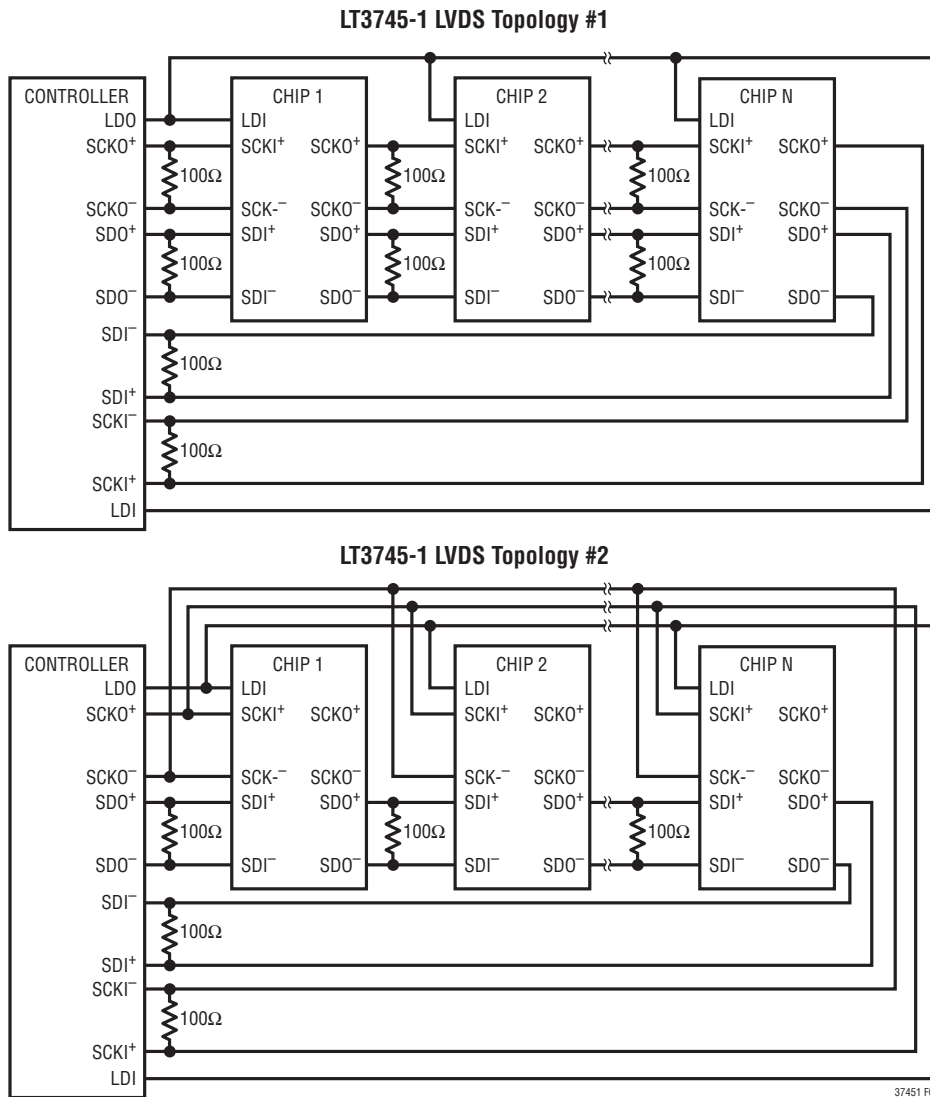 LT3745-1 LVDS Topology #1
CONTROLLER
LDO
SCKO⁺
SCKO⁻
SDO⁺
SDO⁻
SDI⁻
SDI⁺
SCKI⁻
SCKI⁺
LDI
100Ω
100Ω
100Ω
100Ω
CHIP 1
LDI
SCKI⁺ SCKO⁺
SCK-⁻ SCKO⁻
SDI⁺ SDO⁺
SDI⁻ SDO⁻
100Ω
100Ω
CHIP 2
LDI
SCKI⁺ SCKO⁺
SCK-⁻ SCKO⁻
SDI⁺ SDO⁺
SDI⁻ SDO⁻
100Ω
100Ω
CHIP N
LDI
SCKI⁺ SCKO⁺
SCK-⁻ SCKO⁻
SDI⁺ SDO⁺
SDI⁻ SDO⁻
LT3745-1 LVDS Topology #2
CONTROLLER
LDO
SCKO⁺
SCKO⁻
SDO⁺
SDO⁻
SDI⁻
SDI⁺
SCKI⁻
SCKI⁺
LDI
100Ω
100Ω
100Ω
CHIP 1
LDI
SCKI⁺ SCKO⁺
SCK-⁻ SCKO⁻
SDI⁺ SDO⁺
SDI⁻ SDO⁻
100Ω
CHIP 2
LDI
SCKI⁺ SCKO⁺
SCK-⁻ SCKO⁻
SDI⁺ SDO⁺
SDI⁻ SDO⁻
100Ω
CHIP N
LDI
SCKI⁺ SCKO⁺
SCK-⁻ SCKO⁻
SDI⁺ SDO⁺
SDI⁻ SDO⁻
37451